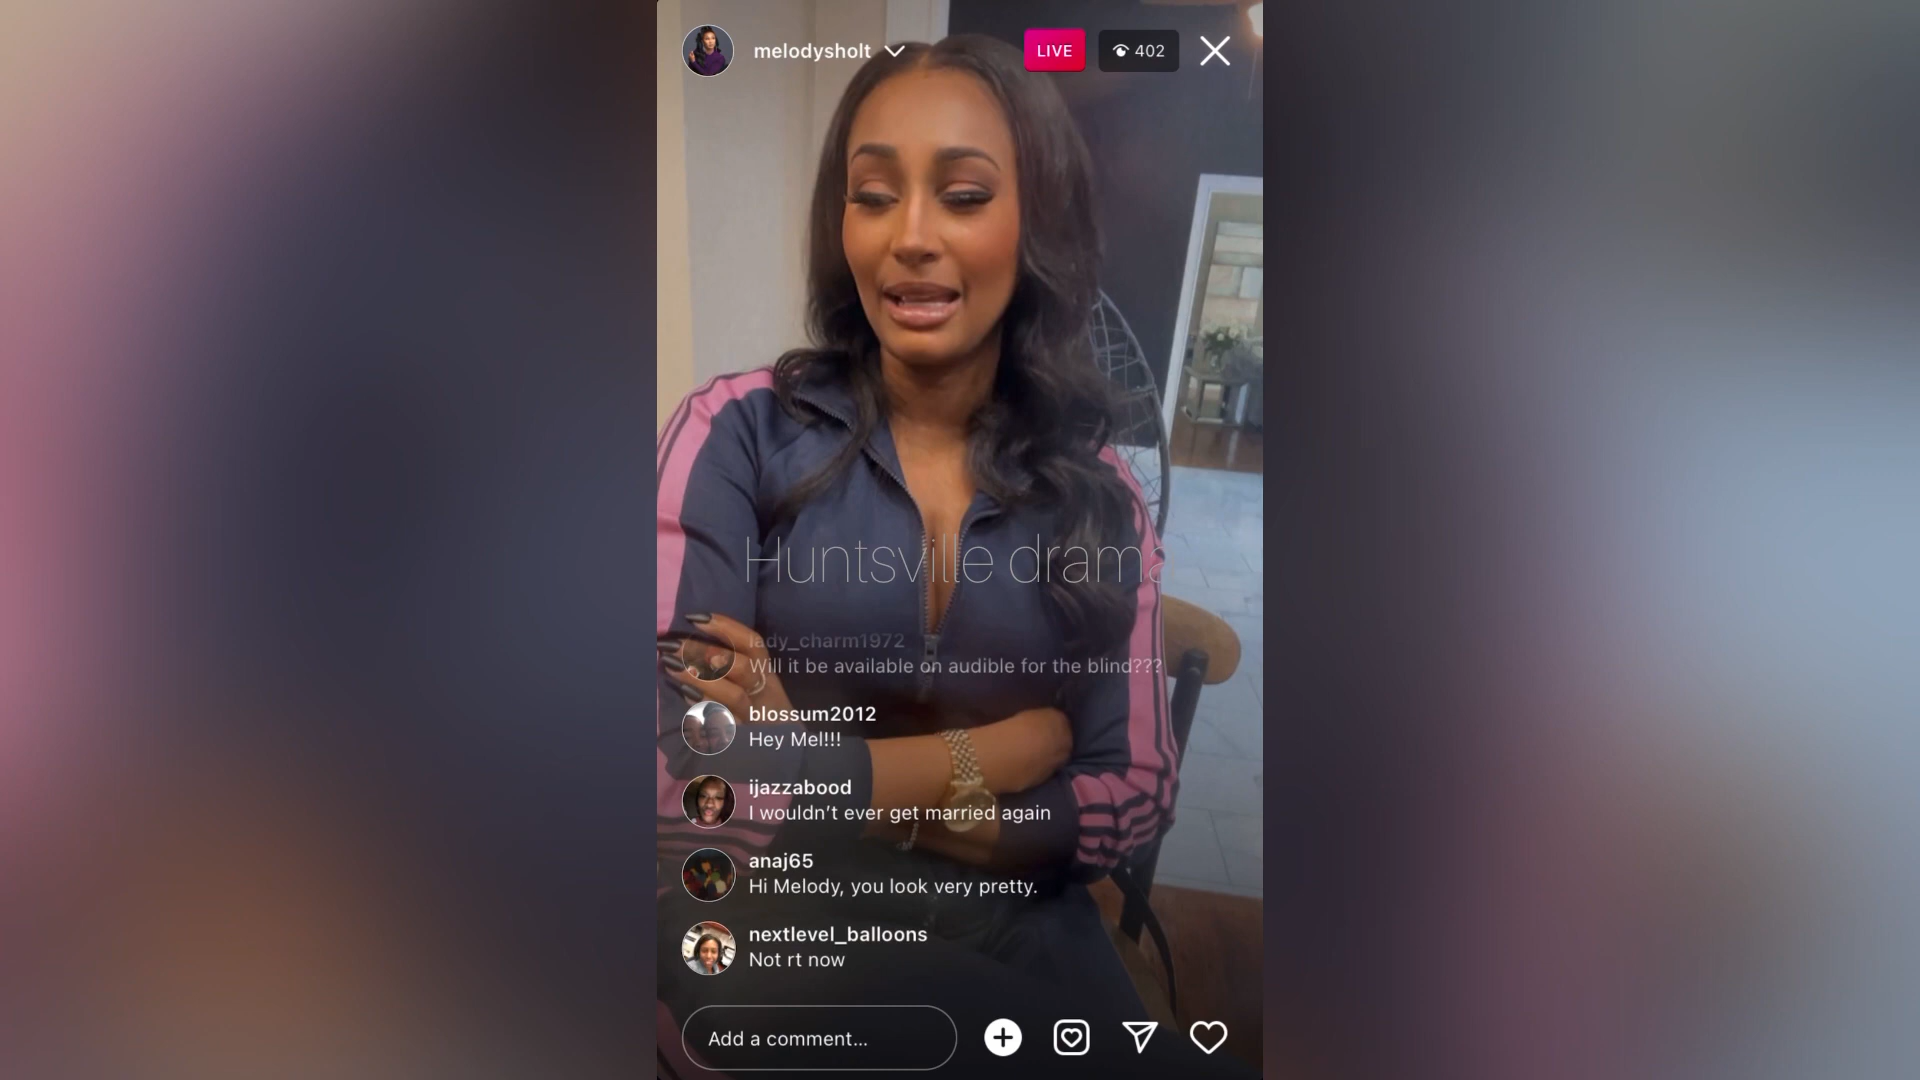 melodysholt
LIVE
402
Huntsville drama
lady_charm1972
Will it be available on audible for the blind???
blossum2012
Hey Mel!!!
ijazzabood
I wouldn’t ever get married again
anaj65
Hi Melody, you look very pretty.
nextlevel_balloons
Not rt now
Add a comment...